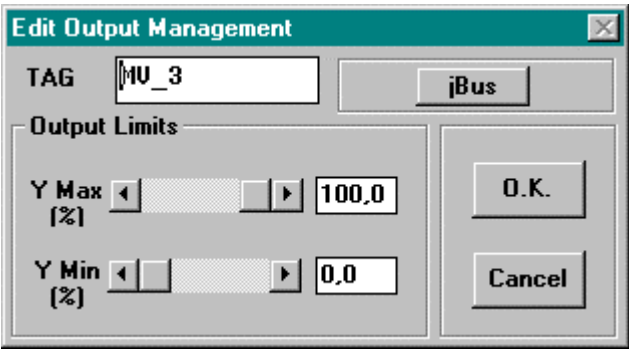 Edit Output Management
TAG MV_3 jBus
Output Limits
Y Max (%) 100,0
O.K.
Y Min (%) 0,0
Cancel